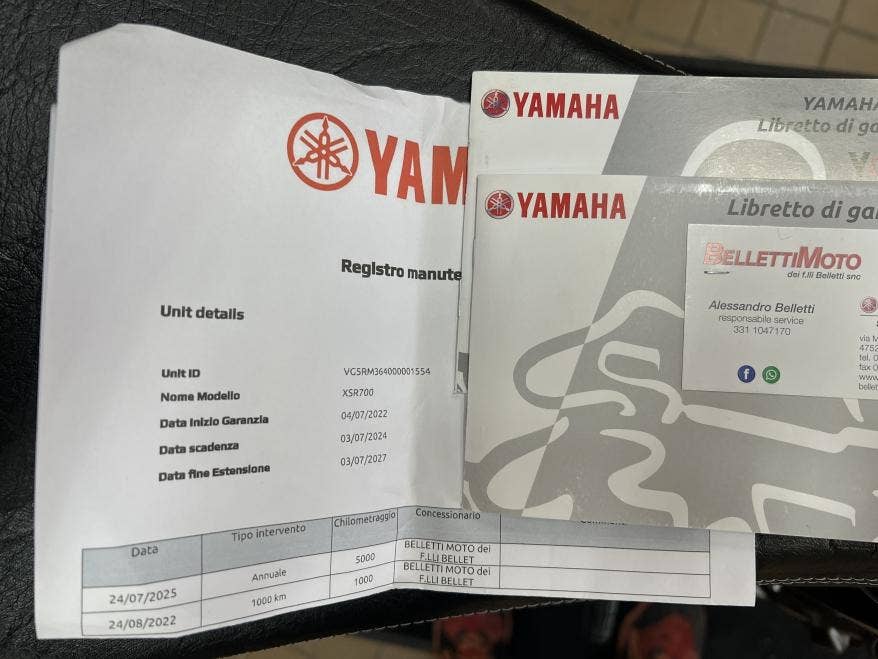 YAMAHA
YAMAHA
Libretto di
YAMAHA
Libretto di
BELLETTIMOTO
dei f.lli Belletti snc
Alessandro Belletti
responsabile service
331 1047170
via
fax
Registro
Unit details
Unit ID VG5RM364000001554
Nome Modello XSR700
Data Inizio Garanzia 04/07/2022
Data scadenza 03/07/2024
Data fine Estensione 03/07/2027
Data Tipo intervento Chilometraggio Concessionario
24/07/2025 Annuale 5000 BELLETTI MOTO dei
F.LLI BELLET
24/08/2022 1000 km 1000 BELLETTI MOTO dei
F.LLI BELLET